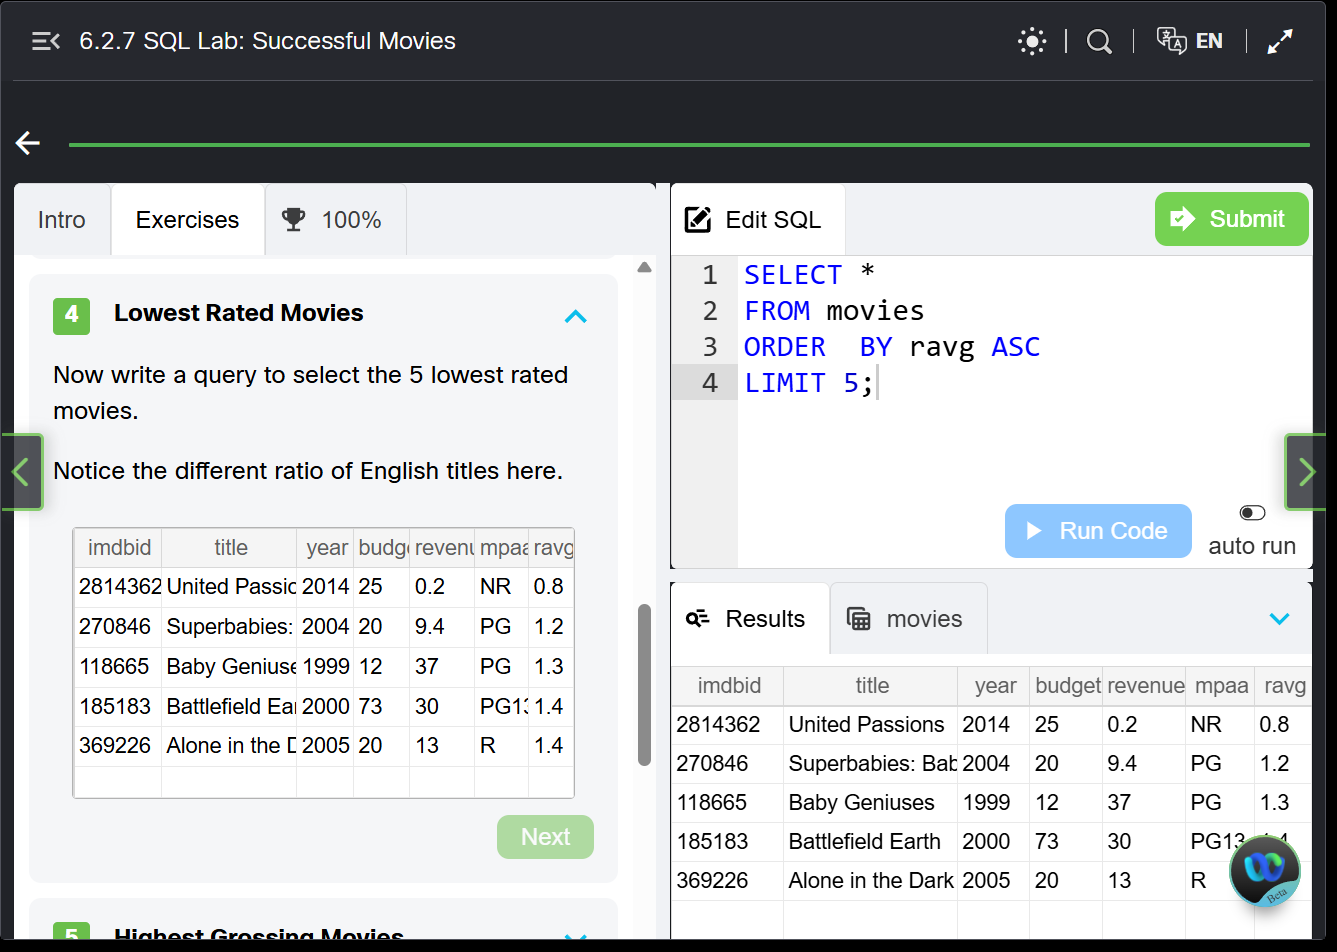 6.2.7 SQL Lab: Successful Movies
EN
Intro
Exercises
100%
4
Lowest Rated Movies
Now write a query to select the 5 lowest rated
movies.
Notice the different ratio of English titles here.
imdbid title year budge revenu mpaa ravg
2814362 United Passic 2014 25 0.2 NR 0.8
270846 Superbabies: 2004 20 9.4 PG 1.2
118665 Baby Geniuse 1999 12 37 PG 1.3
185183 Battlefield Ear 2000 73 30 PG13 1.4
369226 Alone in the D 2005 20 13 R 1.4
Next
5
Highest Grossing Movies
Edit SQL
Submit
1 SELECT *
2 FROM movies
3 ORDER  BY ravg ASC
4 LIMIT 5;
Run Code
auto run
Results
movies
imdbid title year budget revenue mpaa ravg
2814362 United Passions 2014 25 0.2 NR 0.8
270846 Superbabies: Bab 2004 20 9.4 PG 1.2
118665 Baby Geniuses 1999 12 37 PG 1.3
185183 Battlefield Earth 2000 73 30 PG13 1.4
369226 Alone in the Dark 2005 20 13 R
Beta